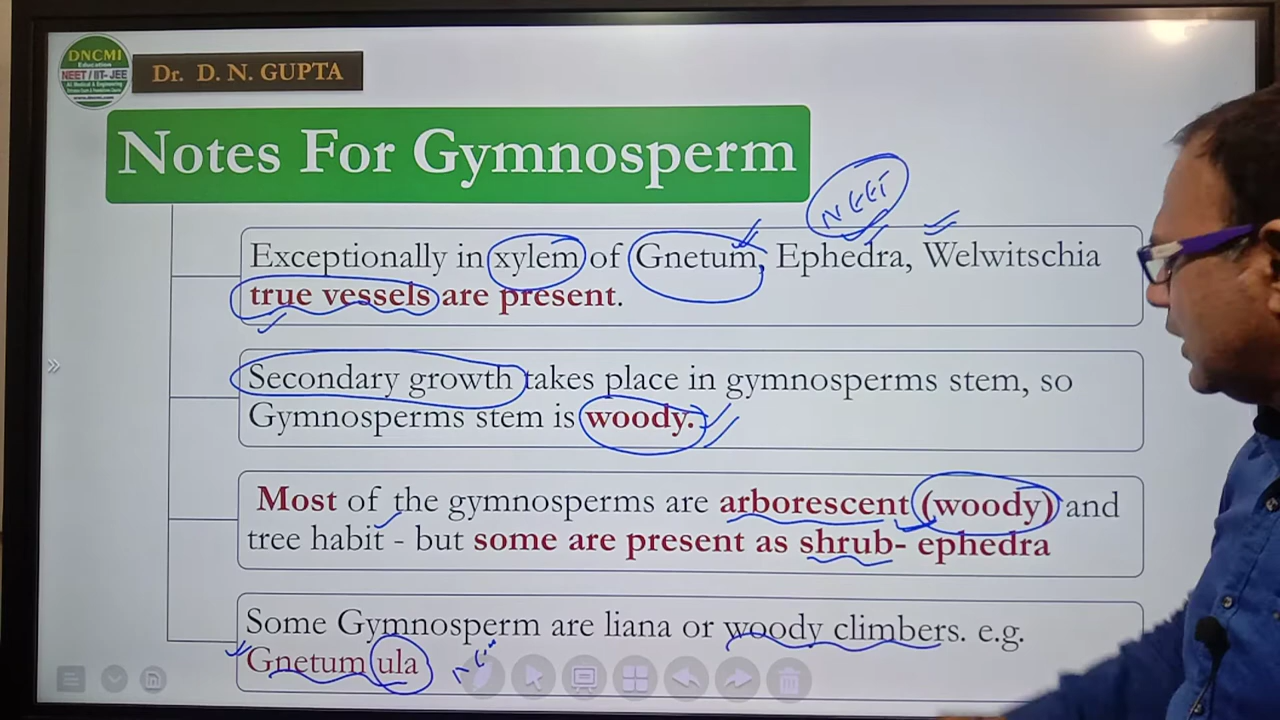 DNCMI
Education
NEET / IIT-JEE
Dr. D. N. GUPTA
Notes For Gymnosperm
NEET
Exceptionally in xylem of Gnetum, Ephedra, Welwitschia
true vessels are present.
Secondary growth takes place in gymnosperms stem, so
Gymnosperms stem is woody.
Most of the gymnosperms are arborescent (woody) and
tree habit - but some are present as shrub- ephedra
Some Gymnosperm are liana or woody climbers. e.g.
Gnetum ula